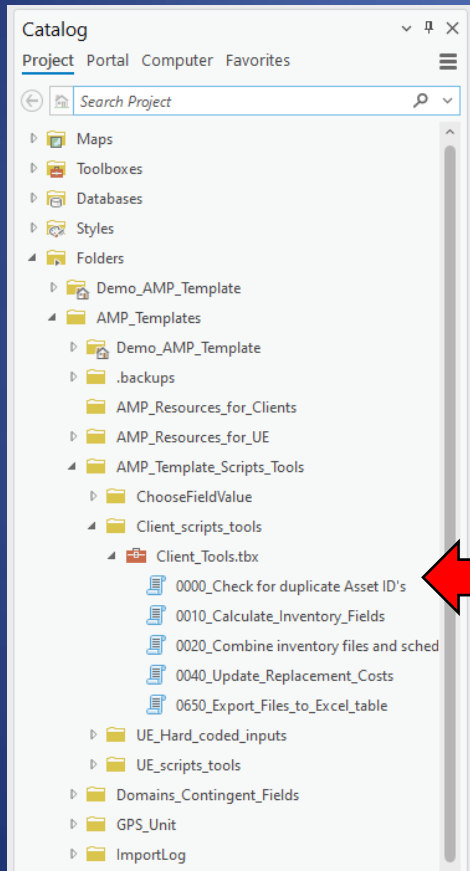 Catalog
Project Portal Computer Favorites
Search Project
Maps
Toolboxes
Databases
Styles
Folders
Demo_AMP_Template
AMP_Templates
Demo_AMP_Template
.backups
AMP_Resources_for_Clients
AMP_Resources_for_UE
AMP_Template_Scripts_Tools
ChooseFieldValue
Client_scripts_tools
Client_Tools.tbx
0000_Check for duplicate Asset ID's
0010_Calculate_Inventory_Fields
0020_Combine inventory files and sched
0040_Update_Replacement_Costs
0650_Export_Files_to_Excel_table
UE_Hard_coded_inputs
UE_scripts_tools
Domains_Contingent_Fields
GPS_Unit
ImportLog